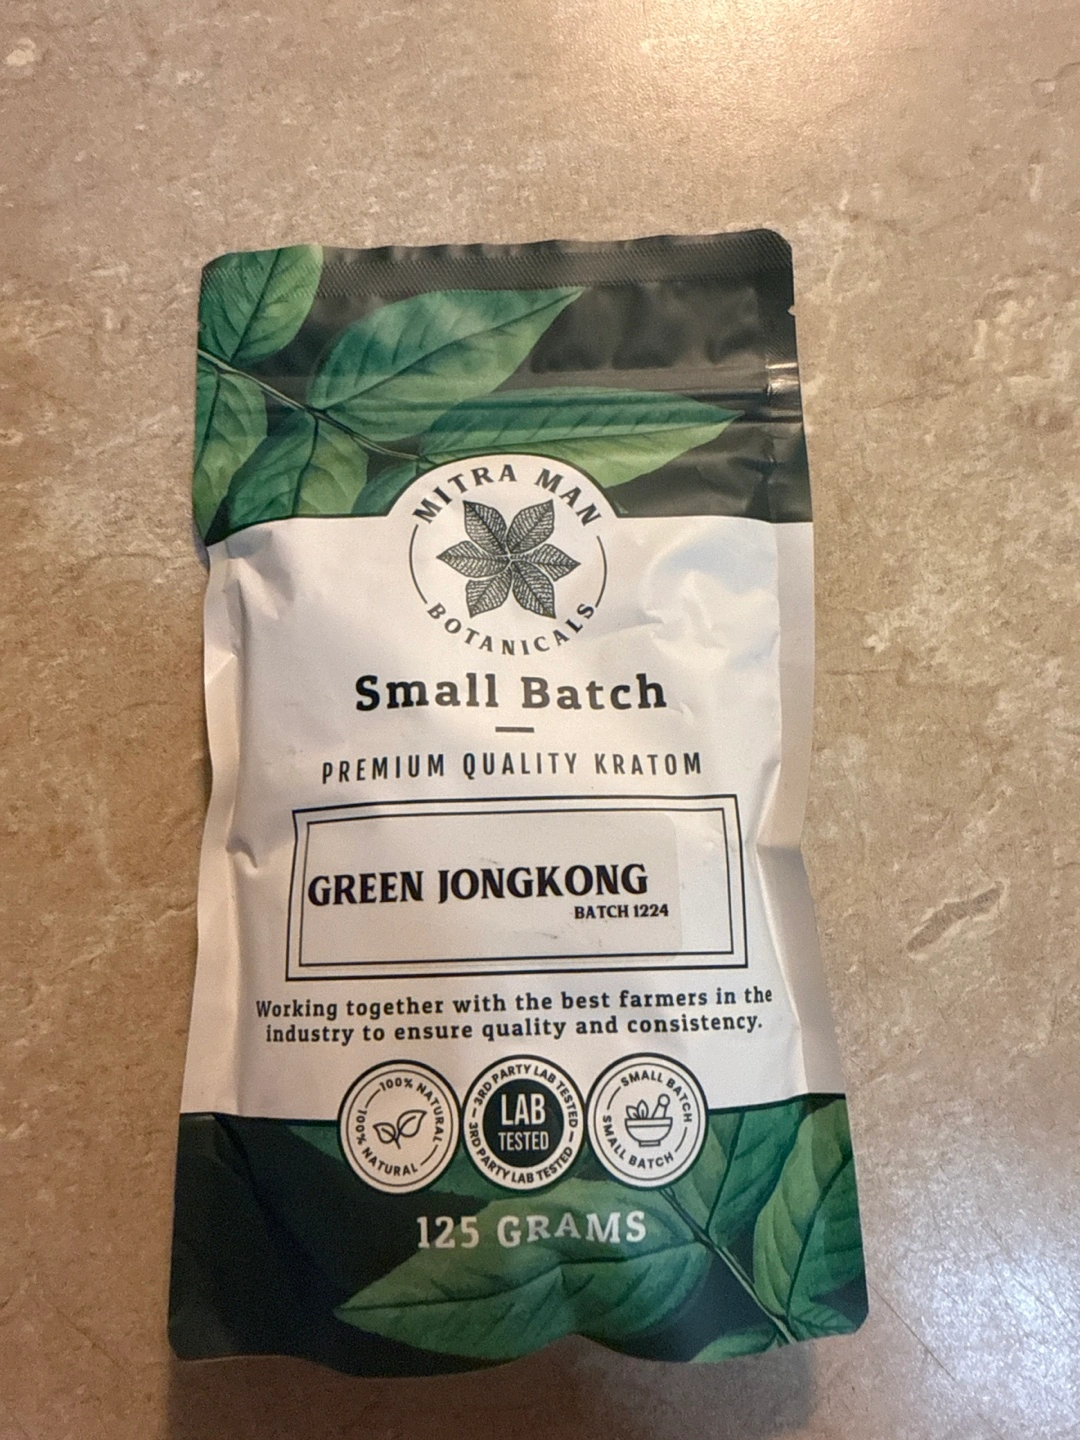 MITRA MAN
BOTANICALS
Small Batch
PREMIUM QUALITY KRATOM
GREEN JONGKONG
BATCH 1224
Working together with the best farmers in the
industry to ensure quality and consistency.
100% NATURAL
100% NATURAL
3RD PARTY LAB TESTED
LAB
TESTED
3RD PARTY LAB TESTED
SMALL BATCH
SMALL BATCH
125 GRAMS